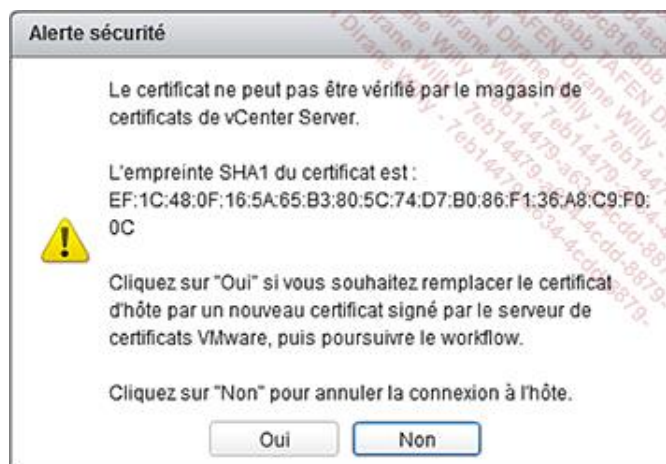 Alerte sécurité
Le certificat ne peut pas être vérifié par le magasin de
certificats de vCenter Server.
L'empreinte SHA1 du certificat est :
EF:1C:48:0F:16:5A:65:B3:80:5C:74:D7:B0:86:F1:36:A8:C9:F0:
0C
Cliquez sur "Oui" si vous souhaitez remplacer le certificat
d'hôte par un nouveau certificat signé par le serveur de
certificats VMware, puis poursuivre le workflow.
Cliquez sur "Non" pour annuler la connexion à l'hôte.
Oui
Non